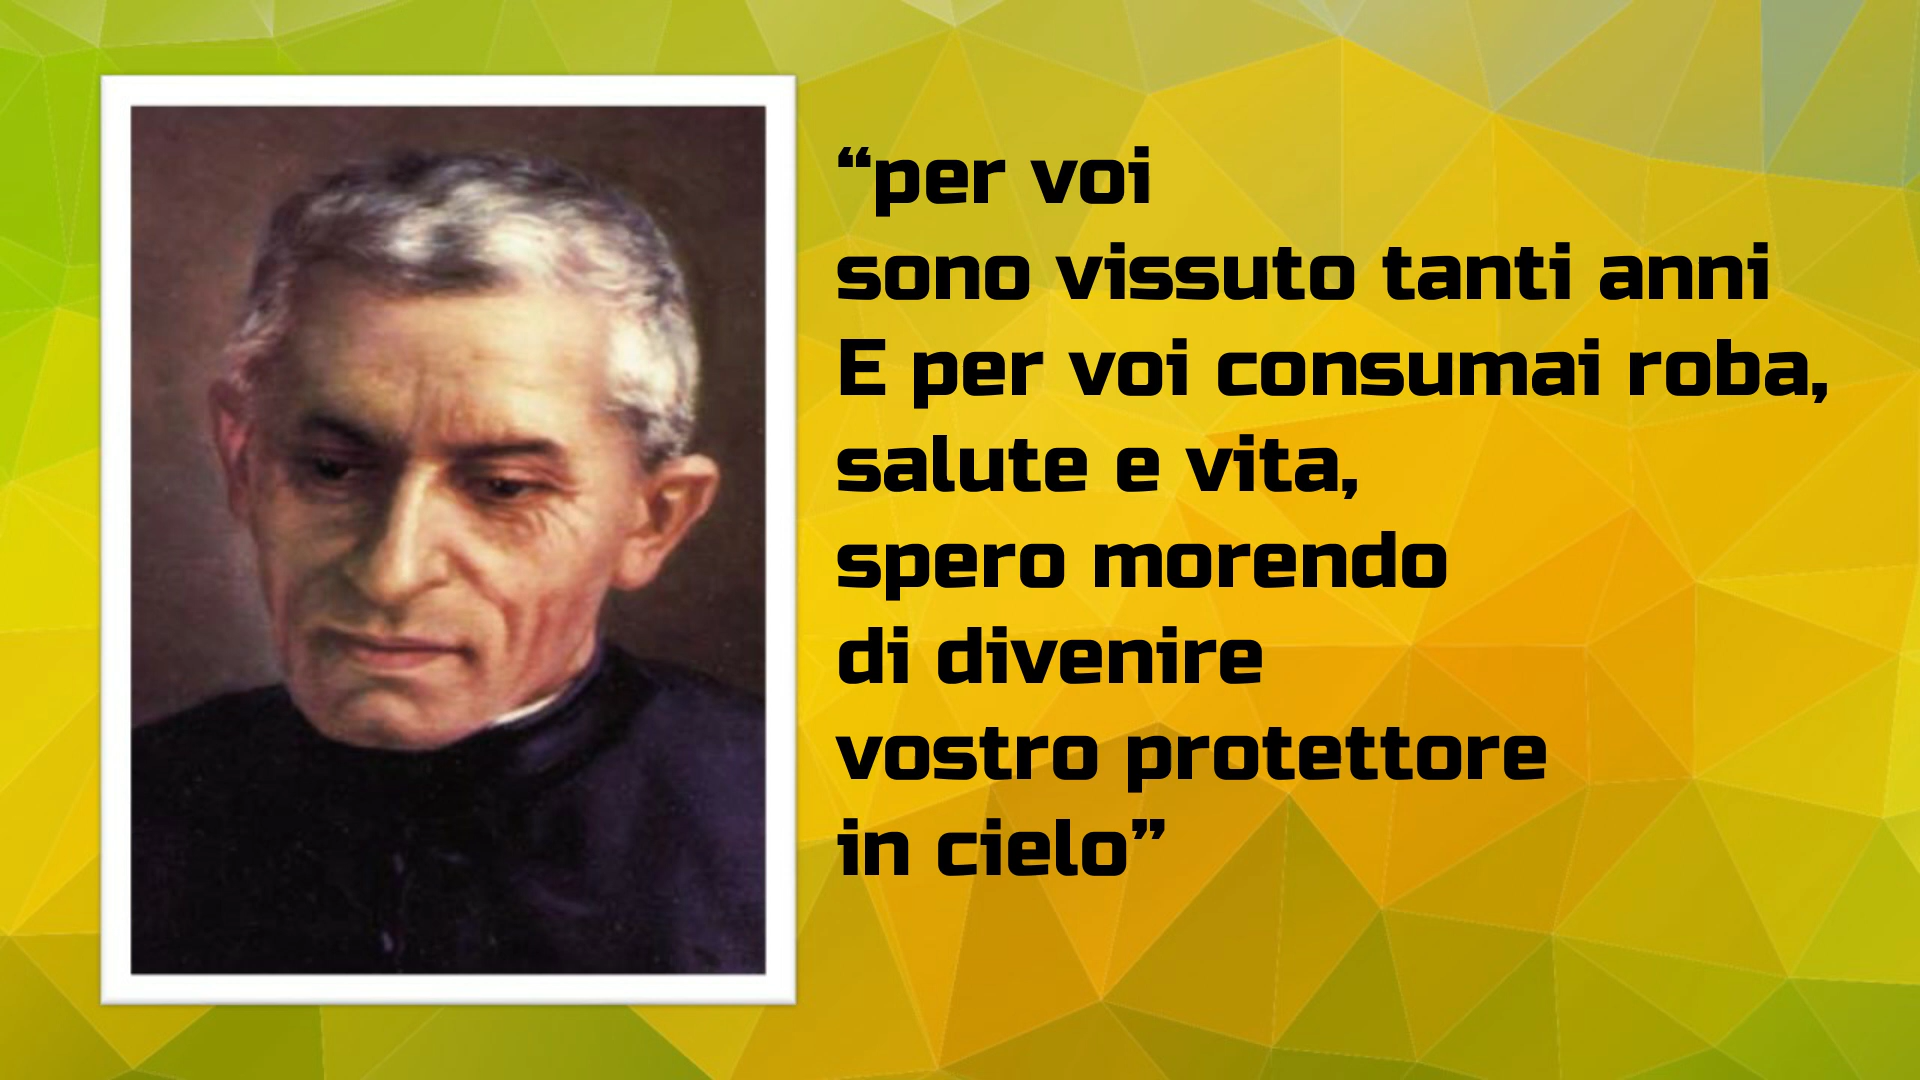 “per voi
sono vissuto tanti anni
E per voi consumai roba,
salute e vita,
spero morendo
di divenire
vostro protettore
in cielo”